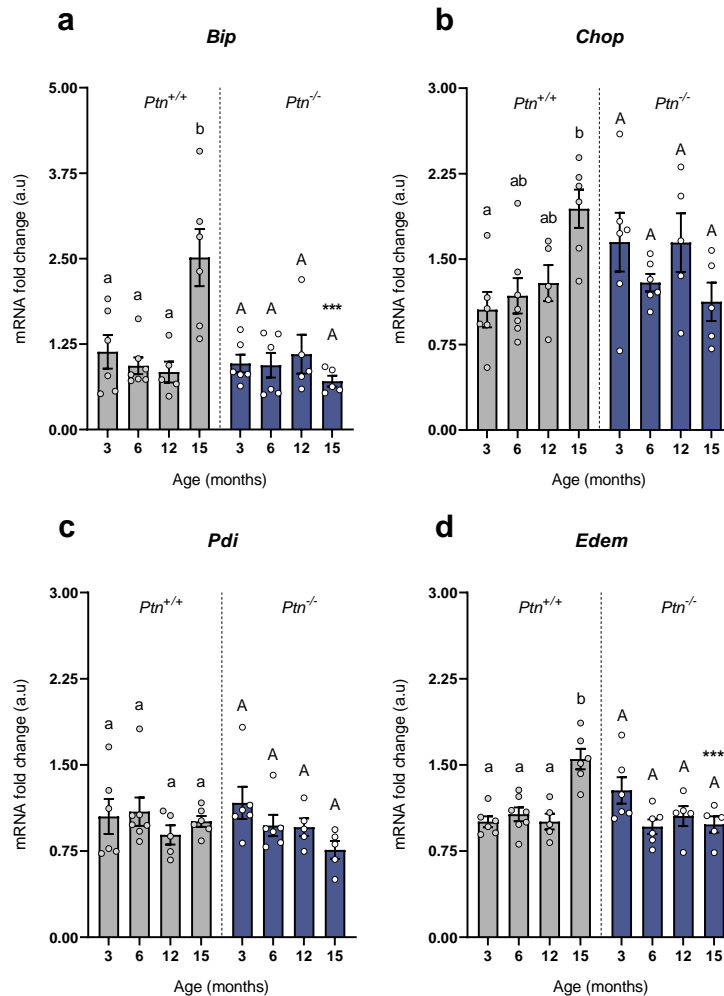 a
Bip
mRNA fold change (a.u)
5.00
3.75
2.50
1.25
0.00
Ptn+/+
Ptn-/-
a
a
a
b
A
A
A
***
A
3 6 12 15 3 6 12 15
Age (months)
b
Chop
mRNA fold change (a.u)
3.00
2.25
1.50
0.75
0.00
Ptn+/+
Ptn-/-
a
ab
ab
b
A
A
A
A
3 6 12 15 3 6 12 15
Age (months)
c
Pdi
mRNA fold change (a.u)
3.00
2.25
1.50
0.75
0.00
Ptn+/+
Ptn-/-
a
a
a
a
A
A
A
A
3 6 12 15 3 6 12 15
Age (months)
d
Edem
mRNA fold change (a.u)
3.00
2.25
1.50
0.75
0.00
Ptn+/+
Ptn-/-
a
a
a
b
A
A
A
***
A
3 6 12 15 3 6 12 15
Age (months)